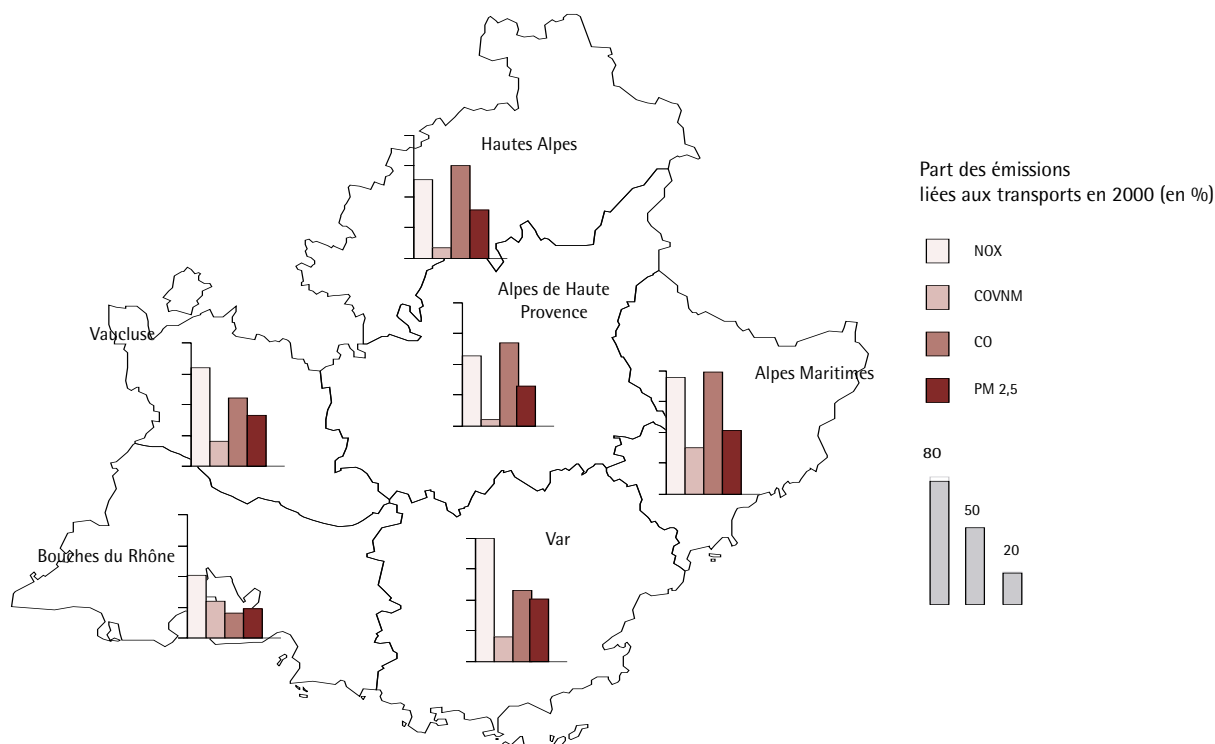 Hautes Alpes
Alpes de Haute
Provence
Vaucluse
Alpes Maritimes
Bouches du Rhône
Var
Part des émissions
liées aux transports en 2000 (en %)
NOX
COVNM
CO
PM 2,5
80
50
20